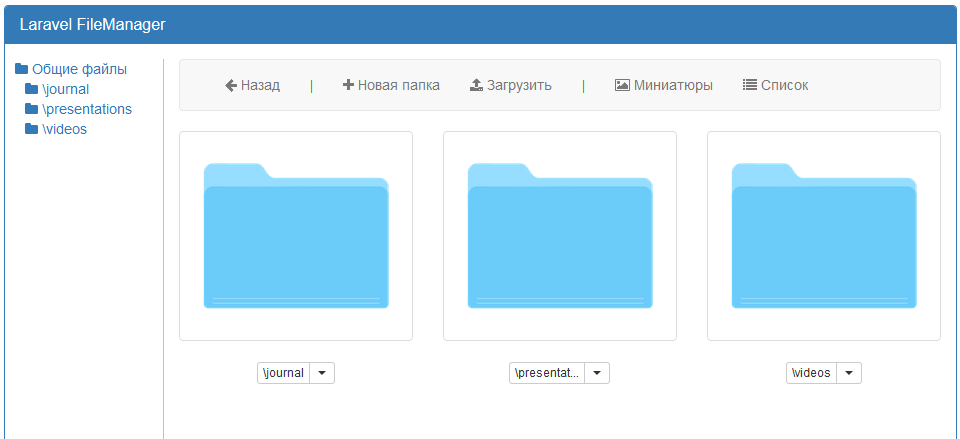 Laravel FileManager
Общие файлы
\journal
\presentations
\videos
Назад | Новая папка Загрузить | Миниатюры Список
\journal
\presentat...
\videos